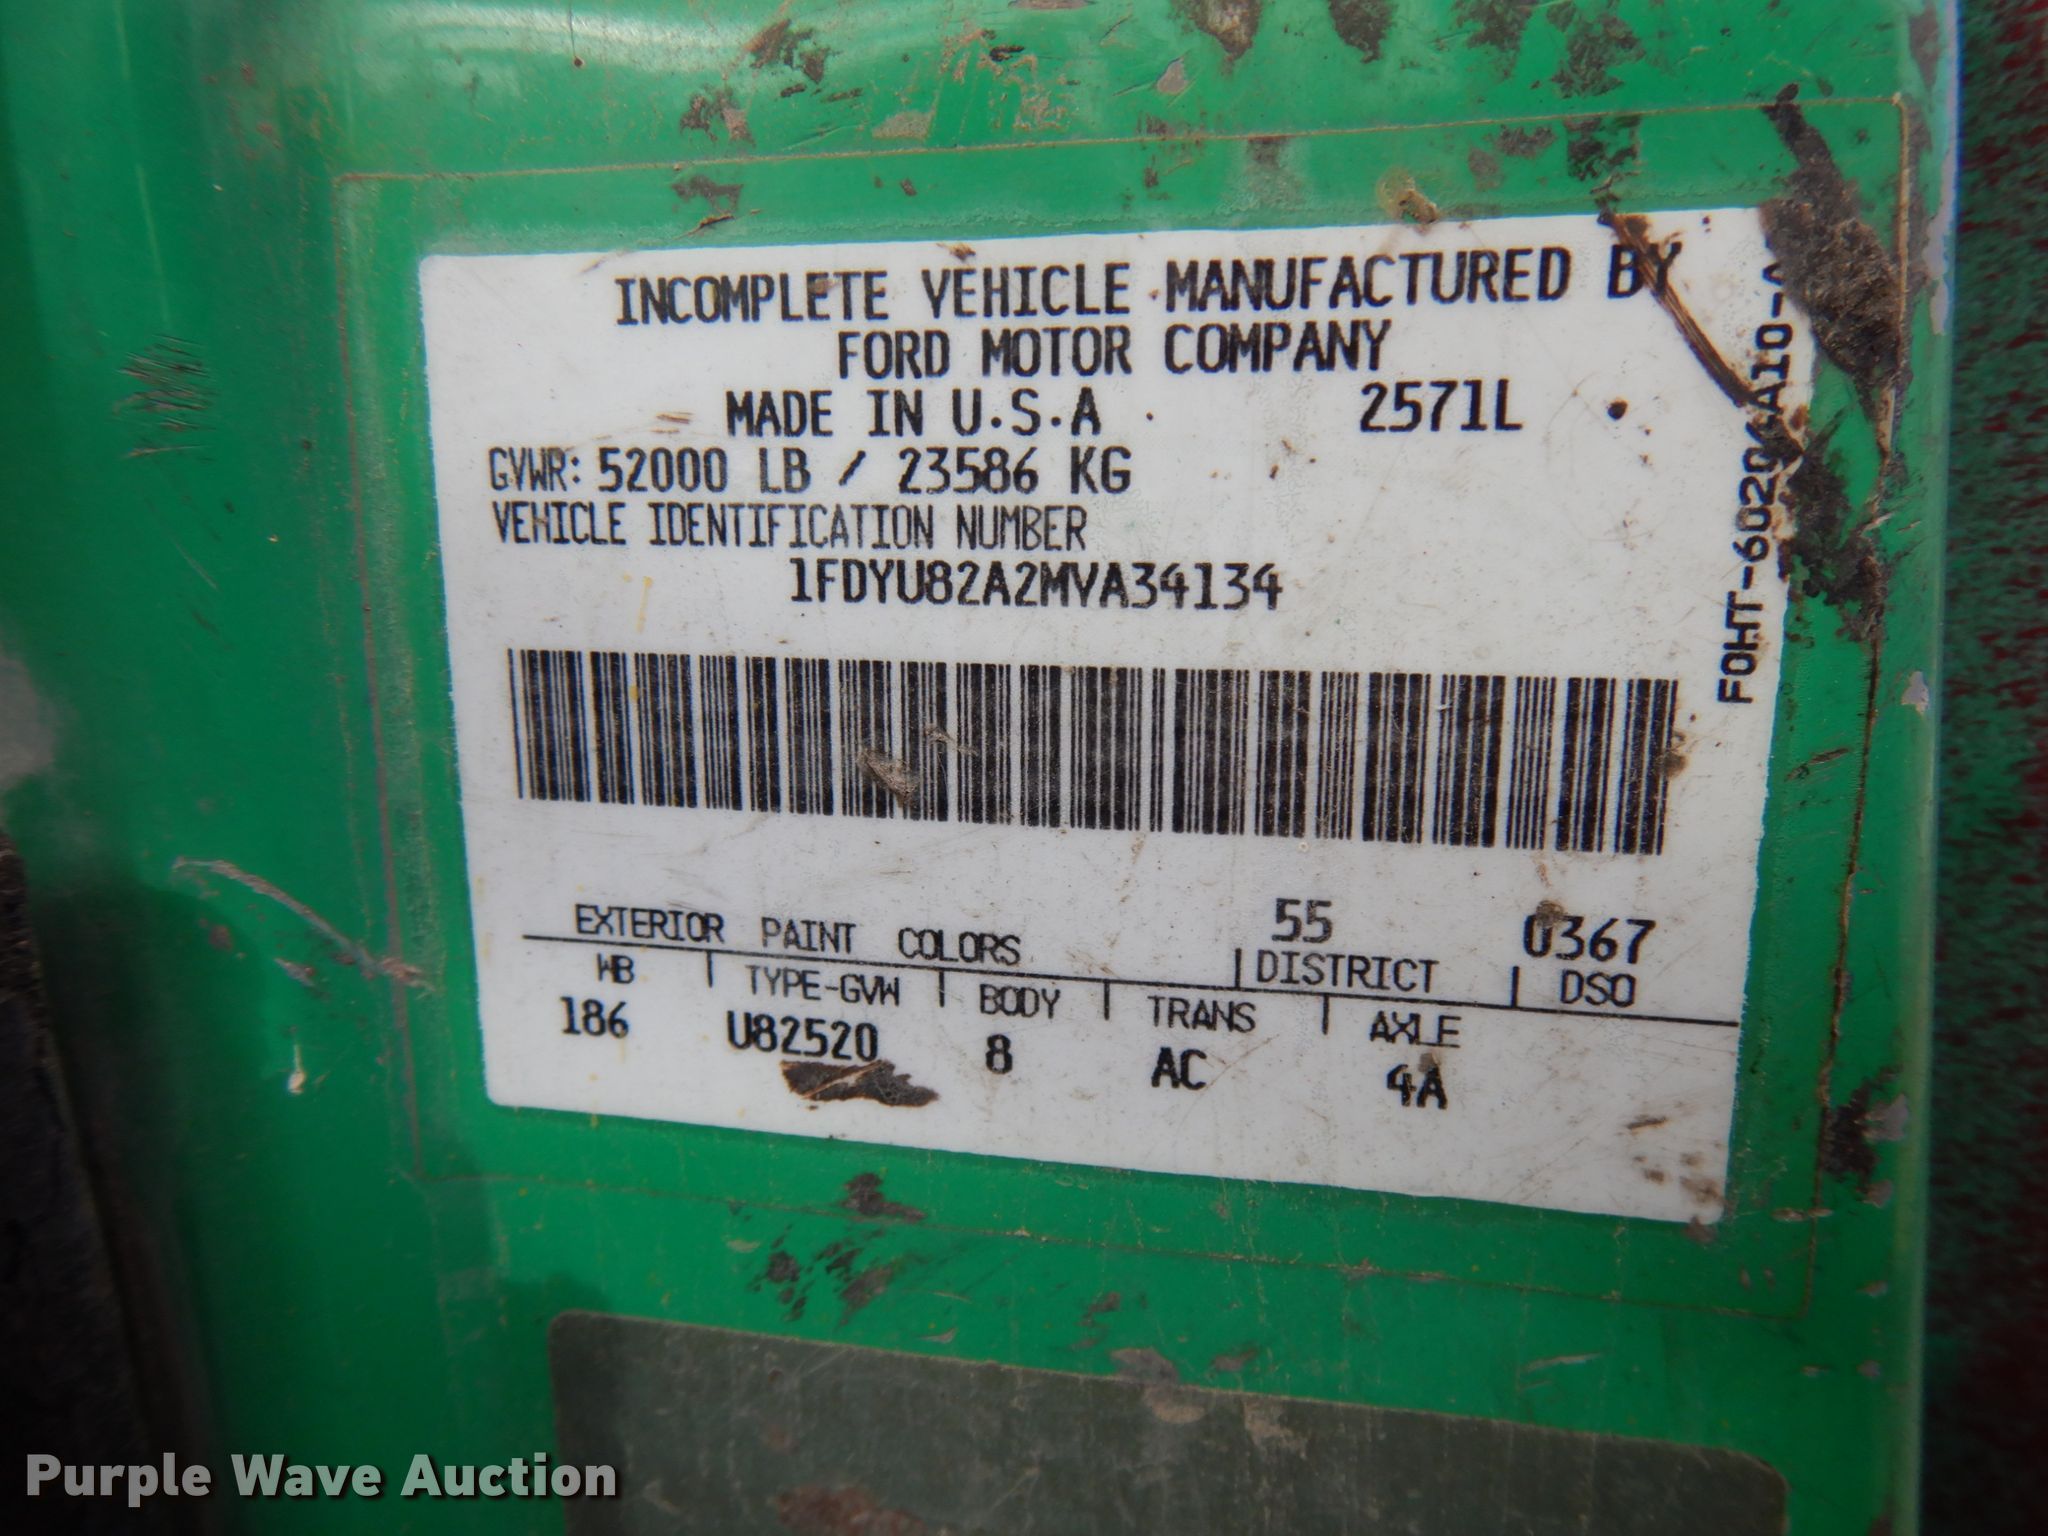 INCOMPLETE VEHICLE MANUFACTURED BY
FORD MOTOR COMPANY
MADE IN U.S.A 2571L
GVWR: 52000 LB / 23586 KG
VEHICLE IDENTIFICATION NUMBER
1FDYU82A2MVA34134
EXTERIOR PAINT COLORS 55 0367
DISTRICT DSO
WB TYPE-GVW BODY TRANS AXLE
186 U82520 8 AC 4A
Purple Wave Auction